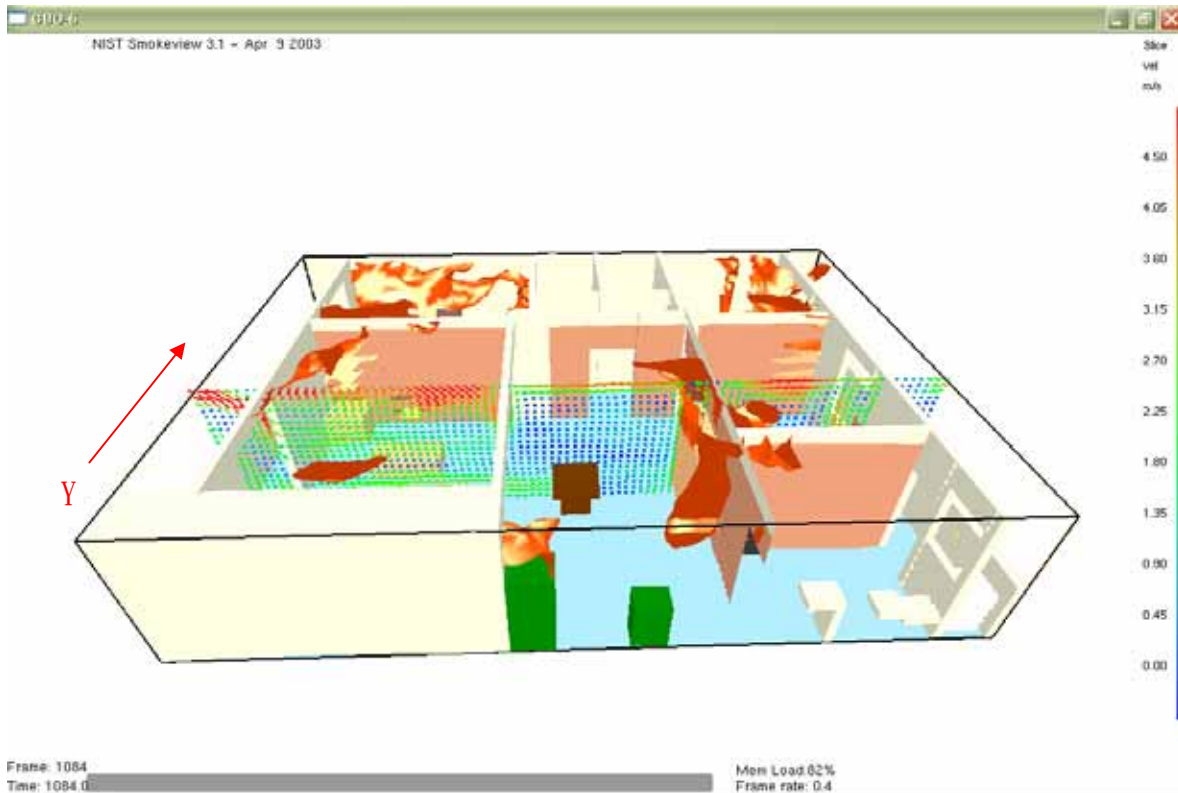 NIST Smokeview 3.1 - Apr 9 2003
Slice
vel
m/s
4.50
4.05
3.60
3.15
2.70
2.25
1.80
1.35
0.90
0.45
0.00
Y
Frame: 1084
Time: 1084.0
Mem Load:82%
Frame rate: 0.4